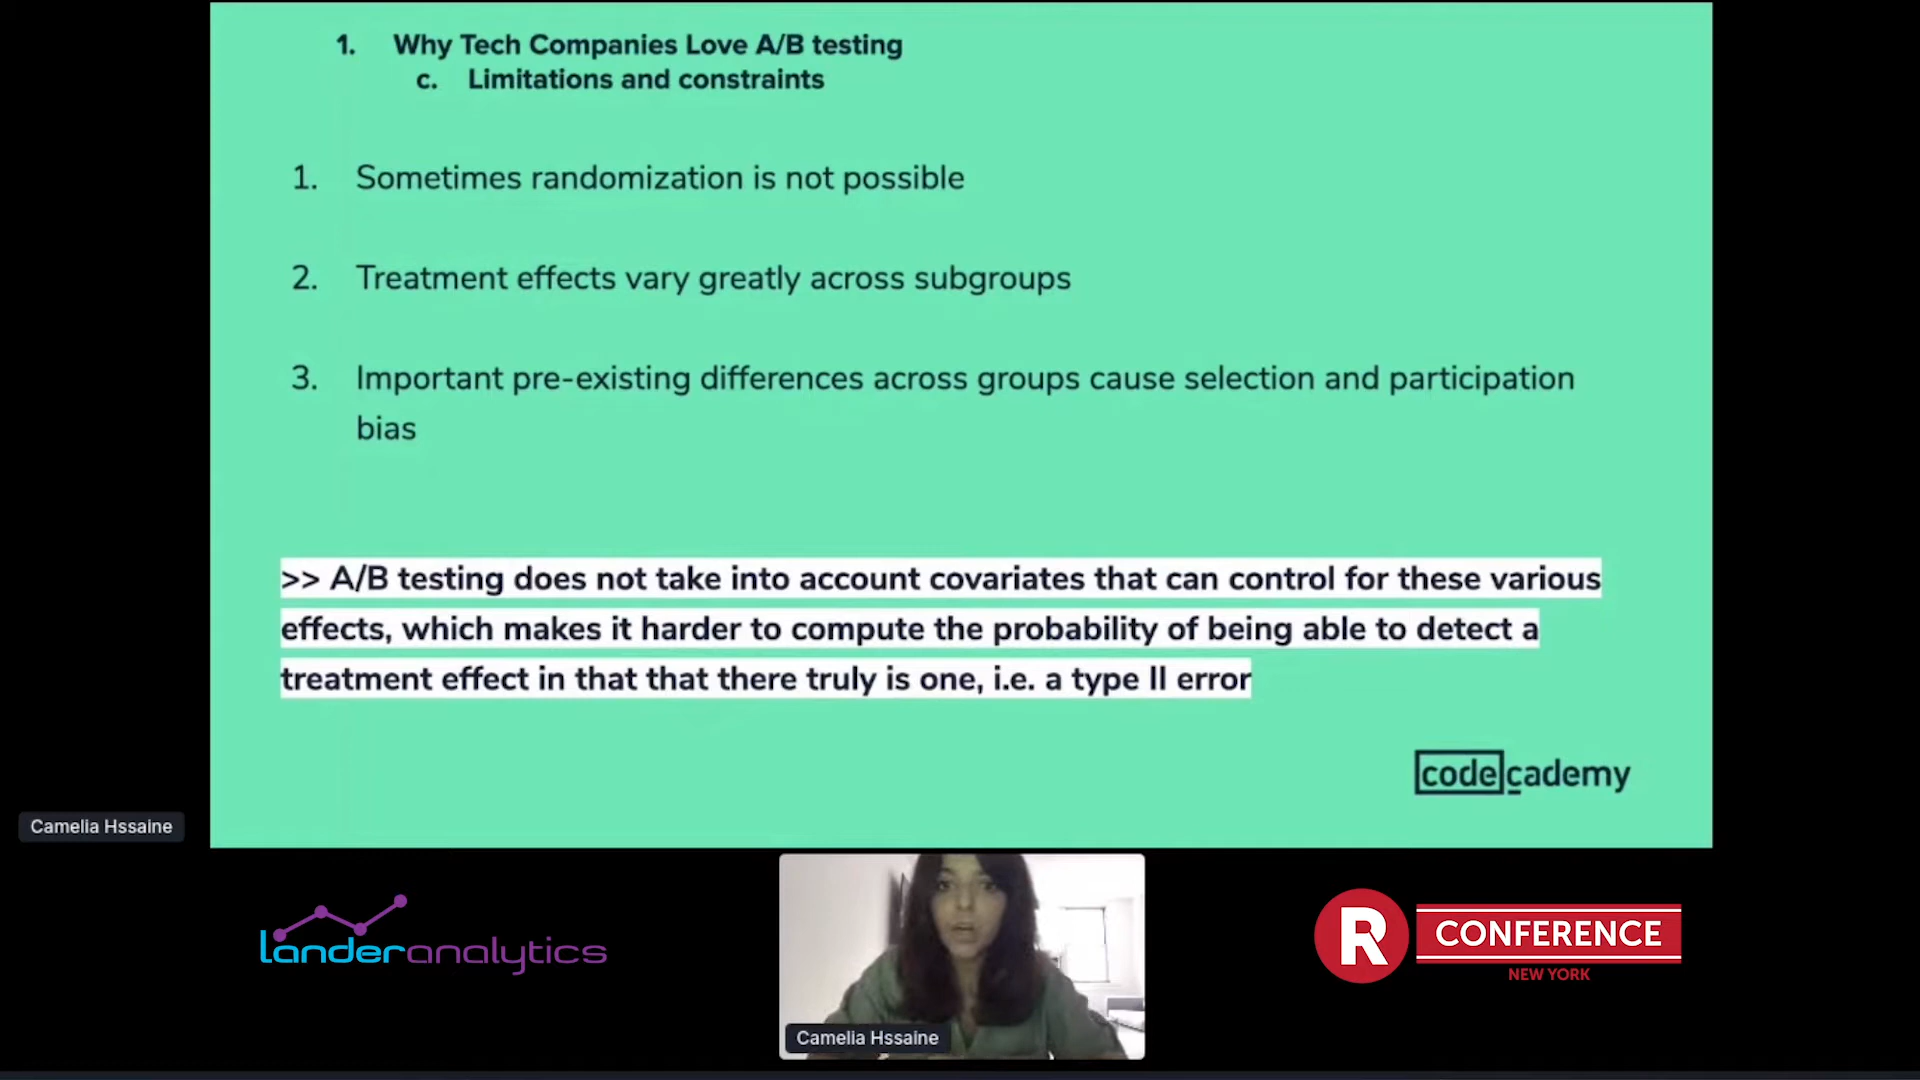 1. Why Tech Companies Love A/B testing
c. Limitations and constraints
1. Sometimes randomization is not possible
2. Treatment effects vary greatly across subgroups
3. Important pre-existing differences across groups cause selection and participation
bias
>> A/B testing does not take into account covariates that can control for these various
effects, which makes it harder to compute the probability of being able to detect a
treatment effect in that that there truly is one, i.e. a type II error
codecademy
Camelia Hssaine
landeranalytics
Camelia Hssaine
R CONFERENCE
NEW YORK